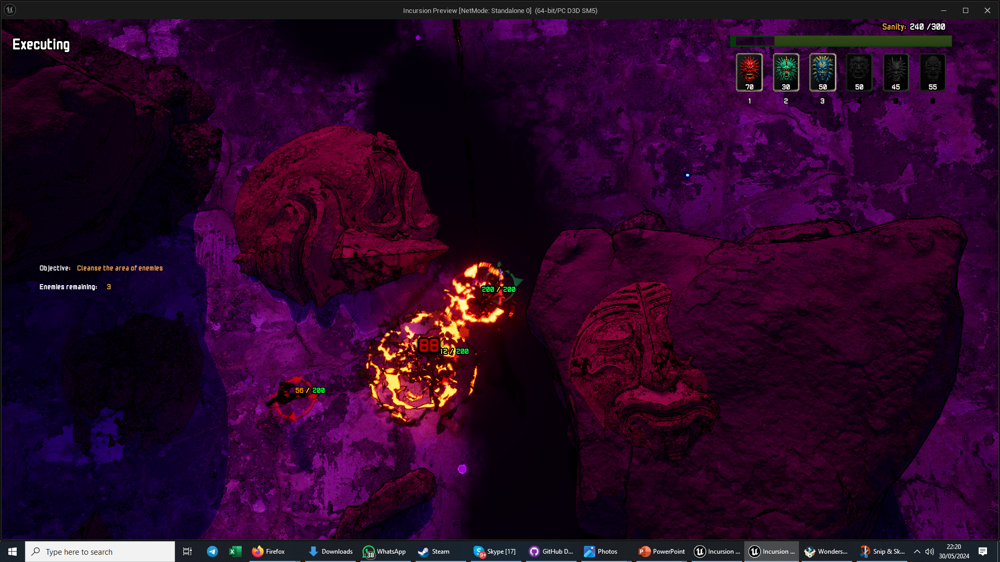 Incursion Preview [NetMode: Standalone 0] (64-bit/PC D3D SM5)
Sanity: 240 /300
Executing
70 30 50 50 45 55
1 2 3
Objective: Cleanse the area of enemies
Enemies remaining: 3
200 / 200
88
12 / 200
56 / 200
Type here to search
Firefox
Downloads
38
WhatsApp
Steam
9+
Skype [17]
GitHub D...
Photos
PowerPoint
Incursion ...
Incursion ...
Wonders...
Snip & Sk...
22:20
30/05/2024